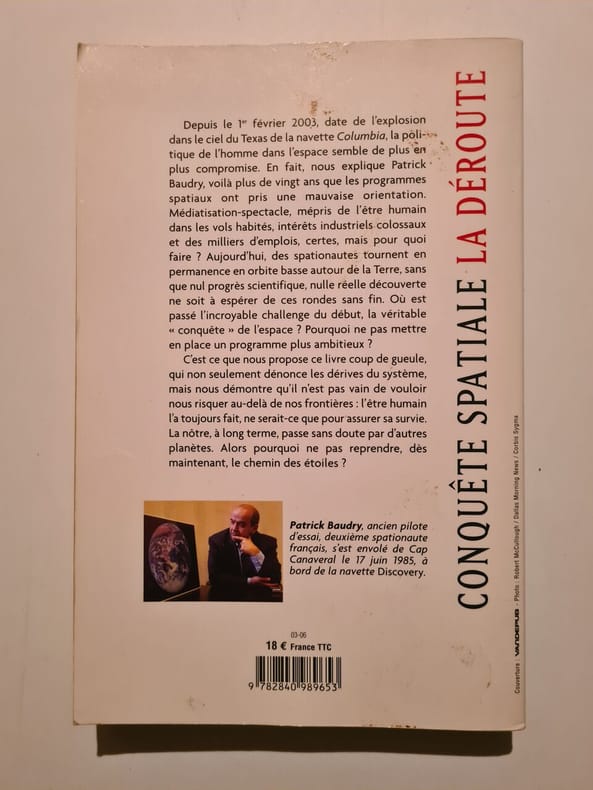 Depuis le 1er février 2003, date de l'explosion
dans le ciel du Texas de la navette Columbia, la poli-
tique de l'homme dans l'espace semble de plus en
plus compromise. En fait, nous explique Patrick
Baudry, voilà plus de vingt ans que les programmes
spatiaux ont pris une mauvaise orientation.
Médiatisation-spectacle, mépris de l'être humain
dans les vols habités, intérêts industriels colossaux
et des milliers d'emplois, certes, mais pour quoi
faire ? Aujourd'hui, des spationautes tournent en
permanence en orbite basse autour de la Terre, sans
que nul progrès scientifique, nulle réelle découverte
ne soit à espérer de ces rondes sans fin. Où est
passé l'incroyable challenge du début, la véritable
« conquête » de l'espace ? Pourquoi ne pas mettre
en place un programme plus ambitieux ?
C'est ce que nous propose ce livre coup de gueule,
qui non seulement dénonce les dérives du système,
mais nous démontre qu'il n'est pas vain de vouloir
nous risquer au-delà de nos frontières : l'être humain
l'a toujours fait, ne serait-ce que pour assurer sa survie.
La nôtre, à long terme, passe sans doute par d'autres
planètes. Alors pourquoi ne pas reprendre, dès
maintenant, le chemin des étoiles ?
Patrick Baudry, ancien pilote
d'essai, deuxième spationaute
français, s'est envolé de Cap
Canaveral le 17 juin 1985, à
bord de la navette Discovery.
03-06
18 € France TTC
9 782840 989653
CONQUÊTE SPATIALE LA DÉROUTE
Couverture : VANDEPUB - Photo : Robert McCullough / Dallas Morning News / Corbis Sygma